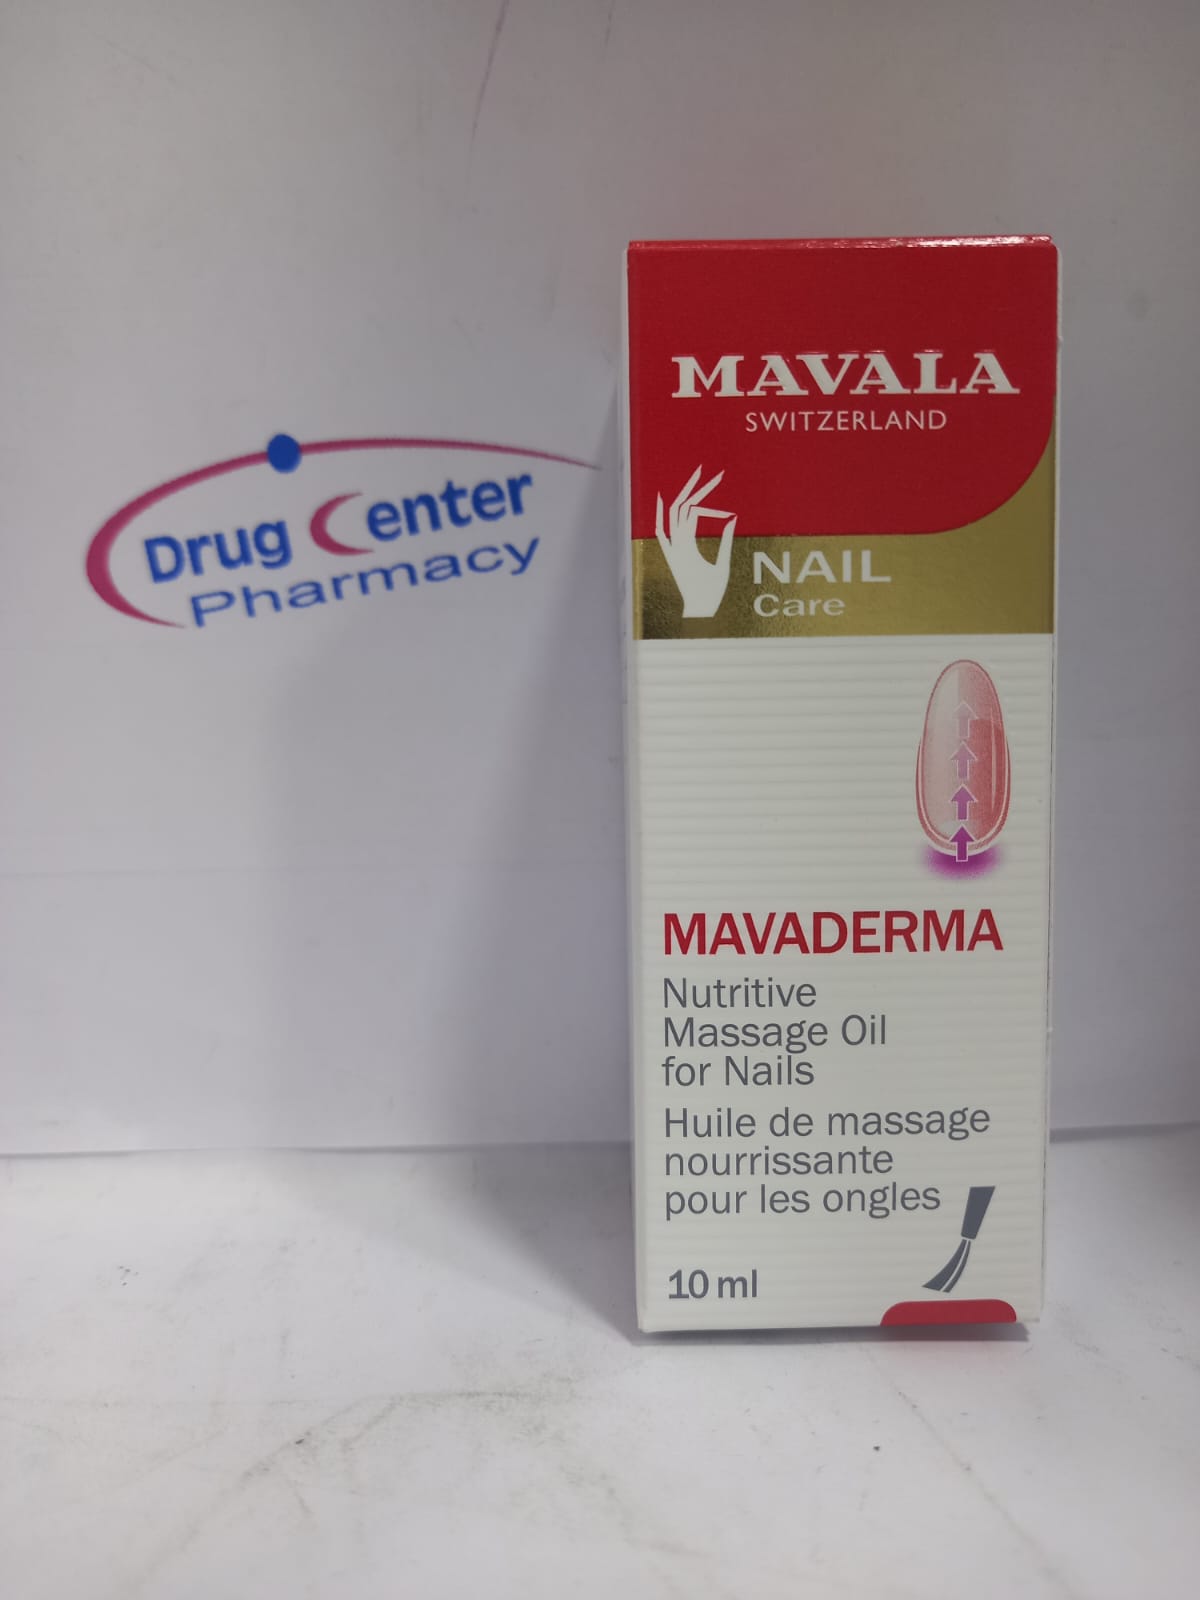 Drug Center
Pharmacy
MAVALA
SWITZERLAND
NAIL
Care
MAVADERMA
Nutritive
Massage Oil
for Nails
Huile de massage
nourrissante
pour les ongles
10 ml